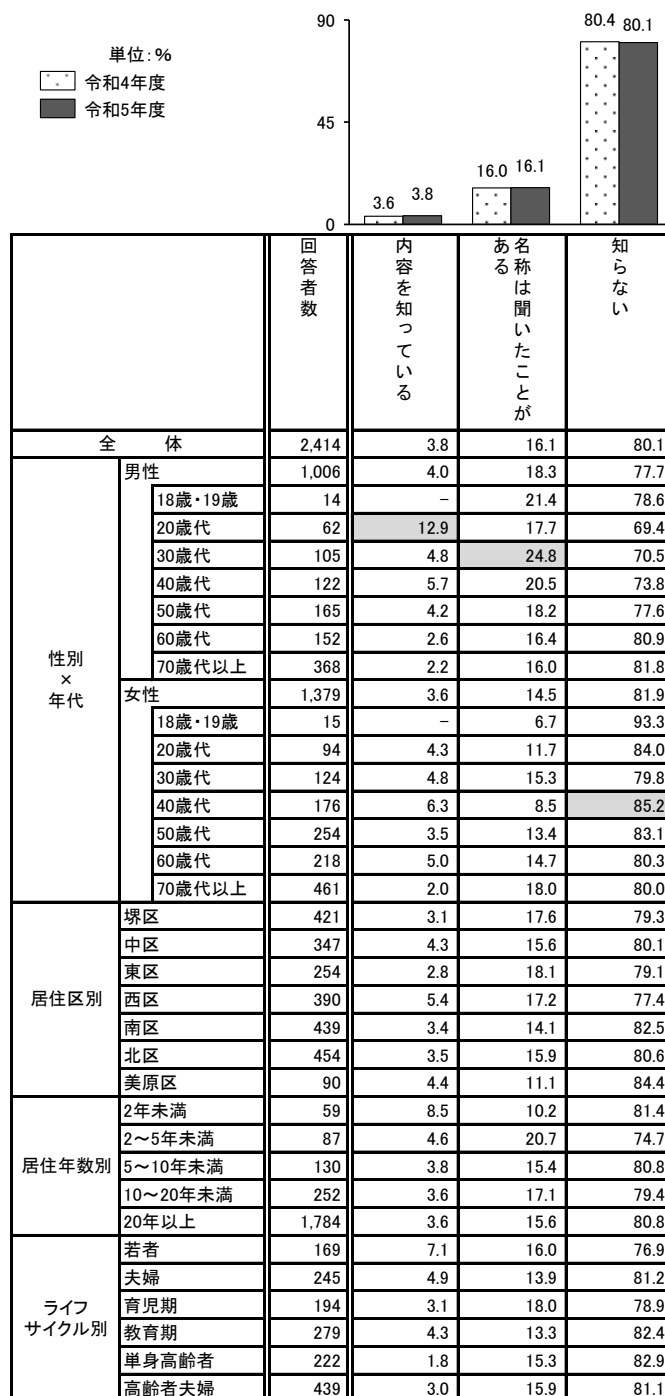 単位:%
令和4年度
令和5年度
90
45
0
3.6 3.8
16.0 16.1
80.4 80.1
回答者数 内容を知っている 名称は聞いたことがある 知らない
全 体 2,414 3.8 16.1 80.1
性別×年代
男性 1,006 4.0 18.3 77.7
18歳・19歳 14 － 21.4 78.6
20歳代 62 12.9 17.7 69.4
30歳代 105 4.8 24.8 70.5
40歳代 122 5.7 20.5 73.8
50歳代 165 4.2 18.2 77.6
60歳代 152 2.6 16.4 80.9
70歳代以上 368 2.2 16.0 81.8
女性 1,379 3.6 14.5 81.9
18歳・19歳 15 － 6.7 93.3
20歳代 94 4.3 11.7 84.0
30歳代 124 4.8 15.3 79.8
40歳代 176 6.3 8.5 85.2
50歳代 254 3.5 13.4 83.1
60歳代 218 5.0 14.7 80.3
70歳代以上 461 2.0 18.0 80.0
居住区別
堺区 421 3.1 17.6 79.3
中区 347 4.3 15.6 80.1
東区 254 2.8 18.1 79.1
西区 390 5.4 17.2 77.4
南区 439 3.4 14.1 82.5
北区 454 3.5 15.9 80.6
美原区 90 4.4 11.1 84.4
居住年数別
2年未満 59 8.5 10.2 81.4
2～5年未満 87 4.6 20.7 74.7
5～10年未満 130 3.8 15.4 80.8
10～20年未満 252 3.6 17.1 79.4
20年以上 1,784 3.6 15.6 80.8
ライフサイクル別
若者 169 7.1 16.0 76.9
夫婦 245 4.9 13.9 81.2
育児期 194 3.1 18.0 78.9
教育期 279 4.3 13.3 82.4
単身高齢者 222 1.8 15.3 82.9
高齢者夫婦 439 3.0 15.9 81.1